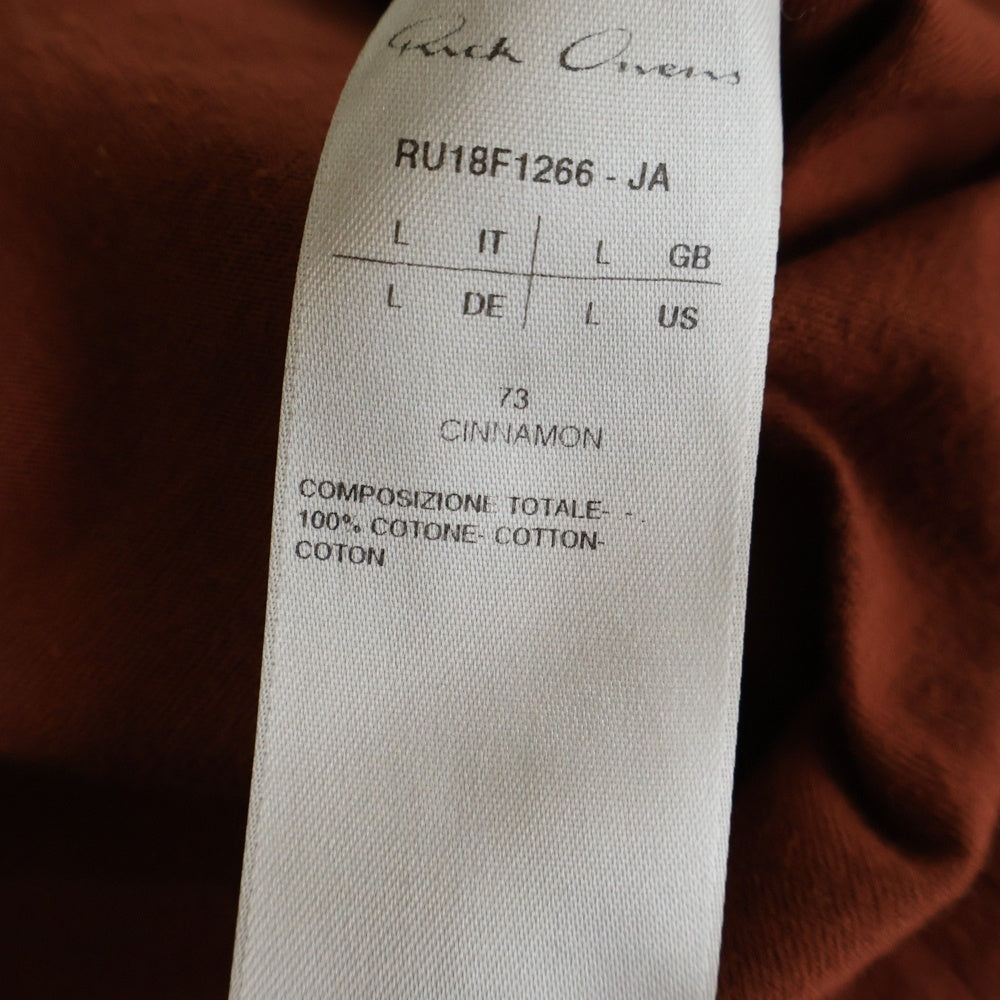 Rick Owens
RU18F1266 - JA
L IT L GB
L DE L US
73
CINNAMON
COMPOSIZIONE TOTALE- - .
100% COTONE- COTTON-
COTON